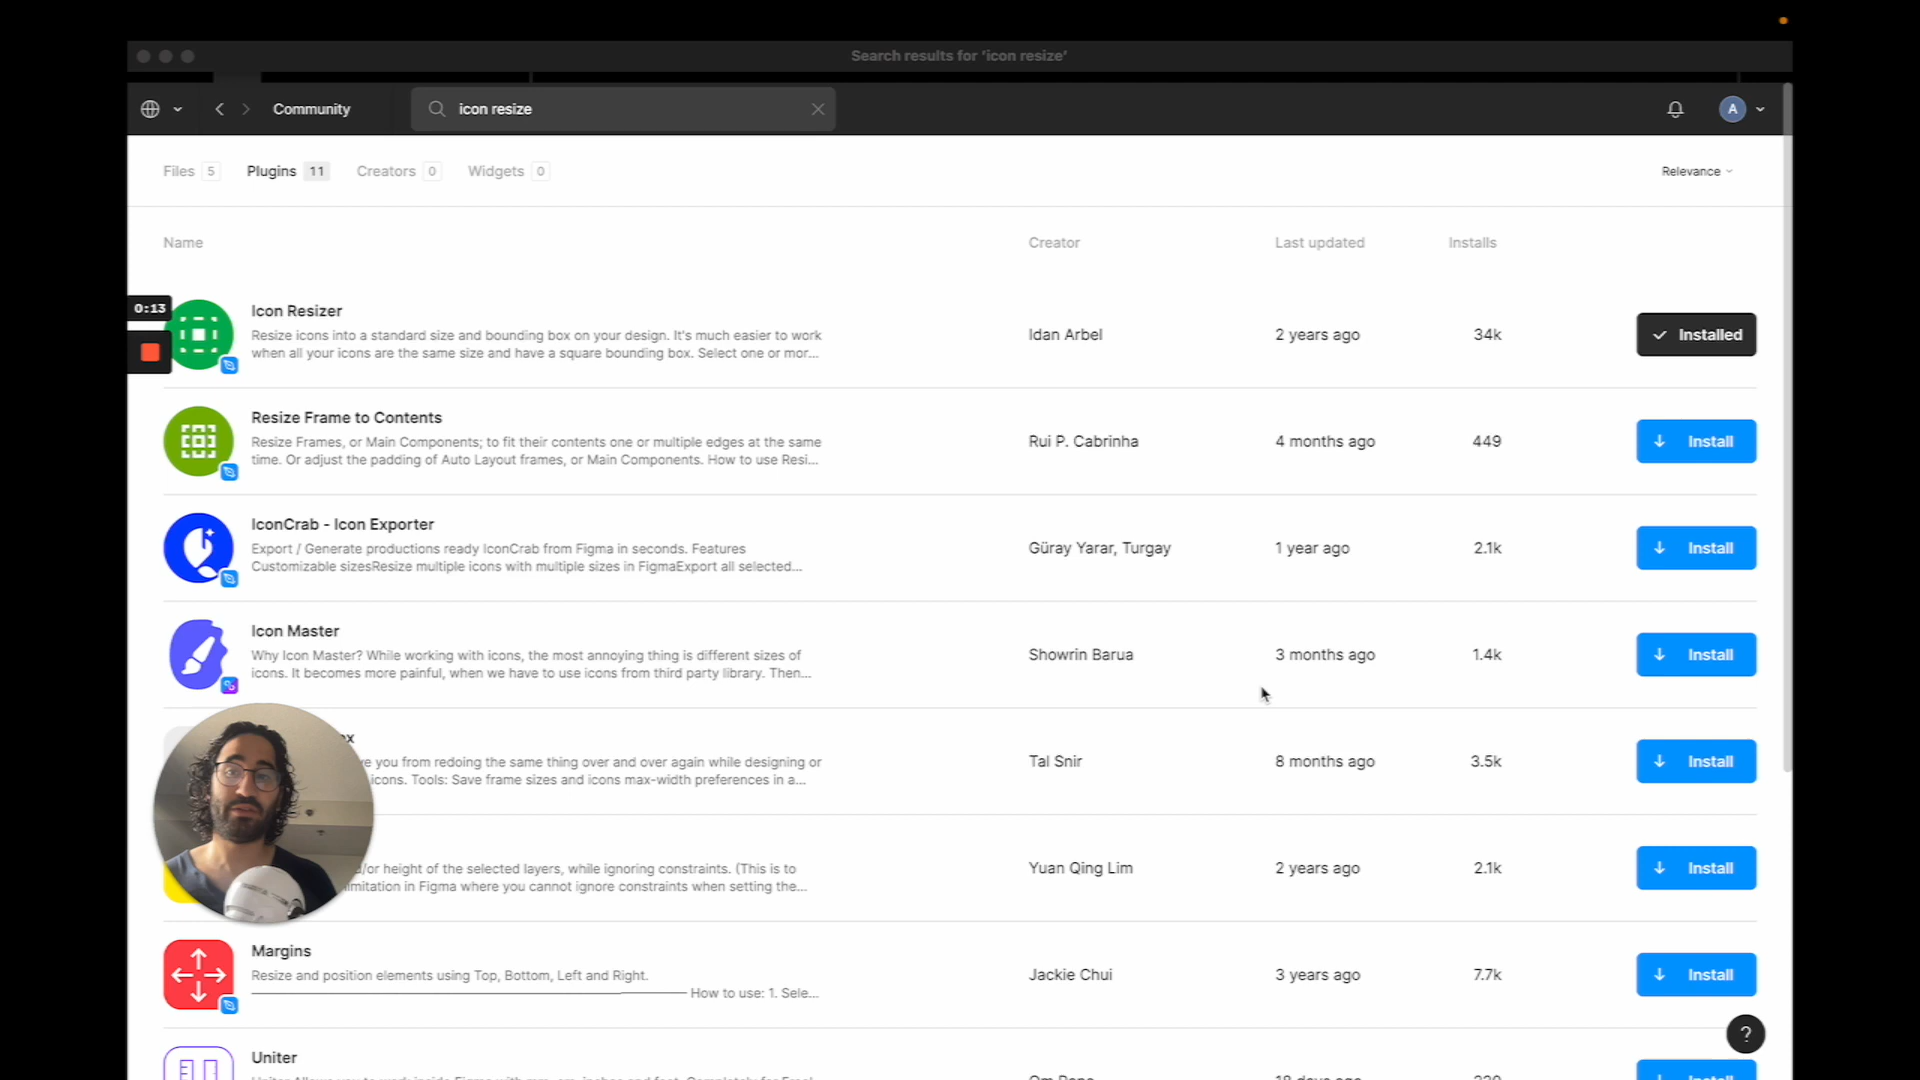 Search results for ‘icon resize’
Community
icon resize
A
Files 5 Plugins 11 Creators 0 Widgets 0
Relevance
Name Creator Last updated Installs
0:13
Icon Resizer
Resize icons into a standard size and bounding box on your design. It's much easier to work
when all your icons are the same size and have a square bounding box. Select one or mor...
Idan Arbel 2 years ago 34k Installed
Resize Frame to Contents
Resize Frames, or Main Components; to fit their contents one or multiple edges at the same
time. Or adjust the padding of Auto Layout frames, or Main Components. How to use Resi...
Rui P. Cabrinha 4 months ago 449 Install
IconCrab - Icon Exporter
Export / Generate productions ready IconCrab from Figma in seconds. Features
Customizable sizesResize multiple icons with multiple sizes in FigmaExport all selected...
Güray Yarar, Turgay 1 year ago 2.1k Install
Icon Master
Why Icon Master? While working with icons, the most annoying thing is different sizes of
icons. It becomes more painful, when we have to use icons from third party library. Then...
Showrin Barua 3 months ago 1.4k Install
you from redoing the same thing over and over again while designing or
icons. Tools: Save frame sizes and icons max-width preferences in a...
Tal Snir 8 months ago 3.5k Install
/or height of the selected layers, while ignoring constraints. (This is to
in Figma where you cannot ignore constraints when setting the...
Yuan Qing Lim 2 years ago 2.1k Install
Margins
Resize and position elements using Top, Bottom, Left and Right.
How to use: 1. Sele...
Jackie Chui 3 years ago 7.7k Install
?
Uniter